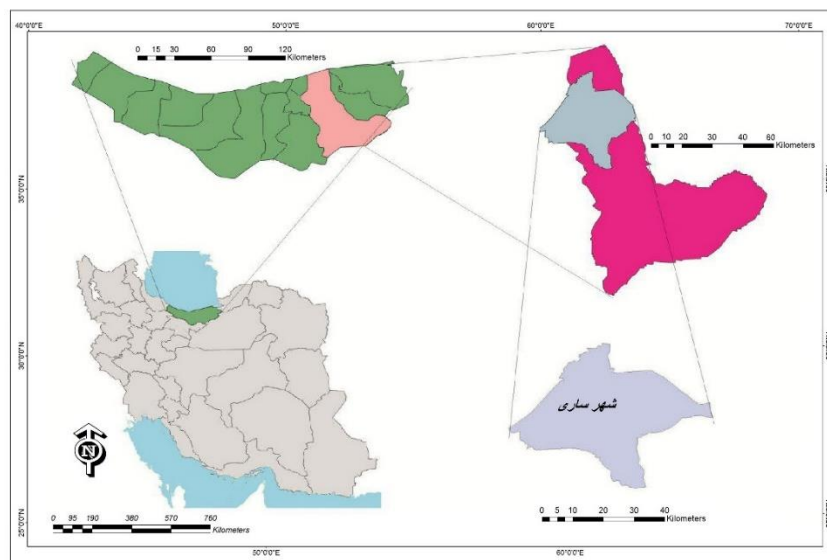 40°0'0"E 50°0'0"E 60°0'0"E 70°0'0"E
0 15 30 60 90 120
Kilometers
0 10 20 30 40 60
Kilometers
35°0'0"N
30°0'0"N
شهر ساری
N
0 95 190 380 570 760
Kilometers
0 5 10 20 30 40
Kilometers
25°0'0"N
50°0'0"E 60°0'0"E